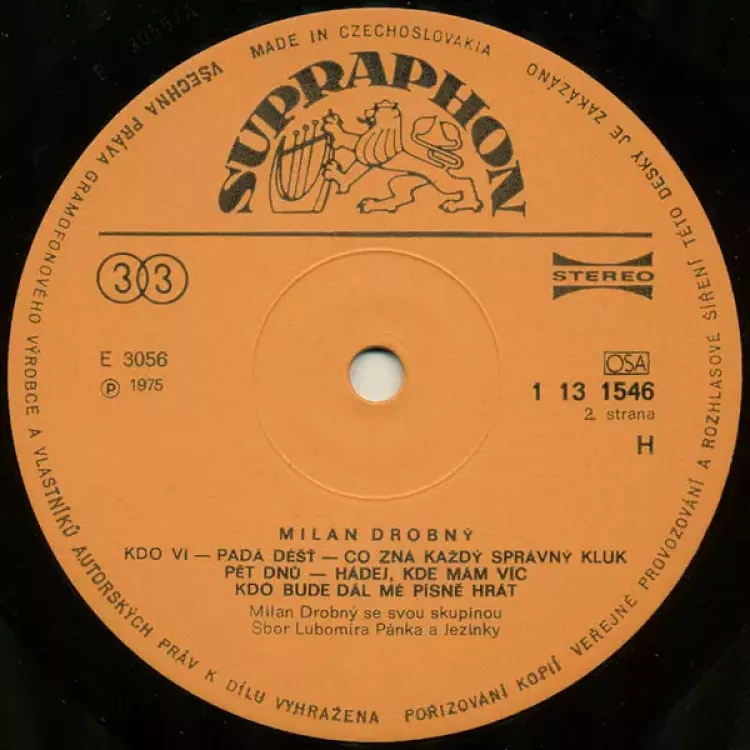 E 3056/A
MADE IN CZECHOSLOVAKIA
SUPRAPHON
33
STEREO
E 3056
℗ 1975
OSA
1 13 1546
2. strana
H
MILAN DROBNÝ
KDO VÍ — PADÁ DÉŠŤ — CO ZNÁ KAŽDÝ SPRÁVNÝ KLUK
PĚT DNŮ — HÁDEJ, KDE MÁM VÍC
KDO BUDE DÁL MÉ PÍSNĚ HRÁT
Milan Drobný se svou skupinou
Sbor Lubomíra Pánka a Jezinky
VŠECHNA PRÁVA GRAMOFONOVÉHO VÝROBCE A VLASTNÍKŮ AUTORSKÝCH PRÁV K DÍLU VYHRAŽENA
POŘIZOVÁNÍ KOPIÍ VEŘEJNÉ PROVOZOVÁNÍ A ROZHLASOVÉ ŠÍŘENÍ TÉTO DESKY JE ZAKÁZÁNO